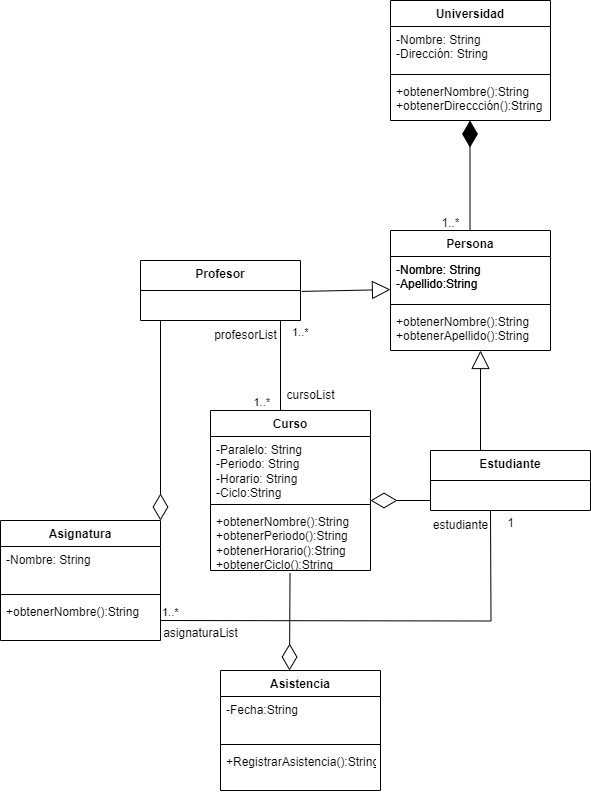 Universidad
-Nombre: String
-Dirección: String
+obtenerNombre():String
+obtenerDireccción():String
1..*
Persona
-Nombre: String
-Apellido:String
+obtenerNombre():String
+obtenerApellido():String
Profesor
profesorList
1..*
1..*
cursoList
Curso
-Paralelo: String
-Periodo: String
-Horario: String
-Ciclo:String
+obtenerNombre():String
+obtenerPeriodo():String
+obtenerHorario():String
+obtenerCiclo():String
Estudiante
estudiante
1
Asignatura
-Nombre: String
+obtenerNombre():String
1..*
asignaturaList
Asistencia
-Fecha:String
+RegistrarAsistencia():String